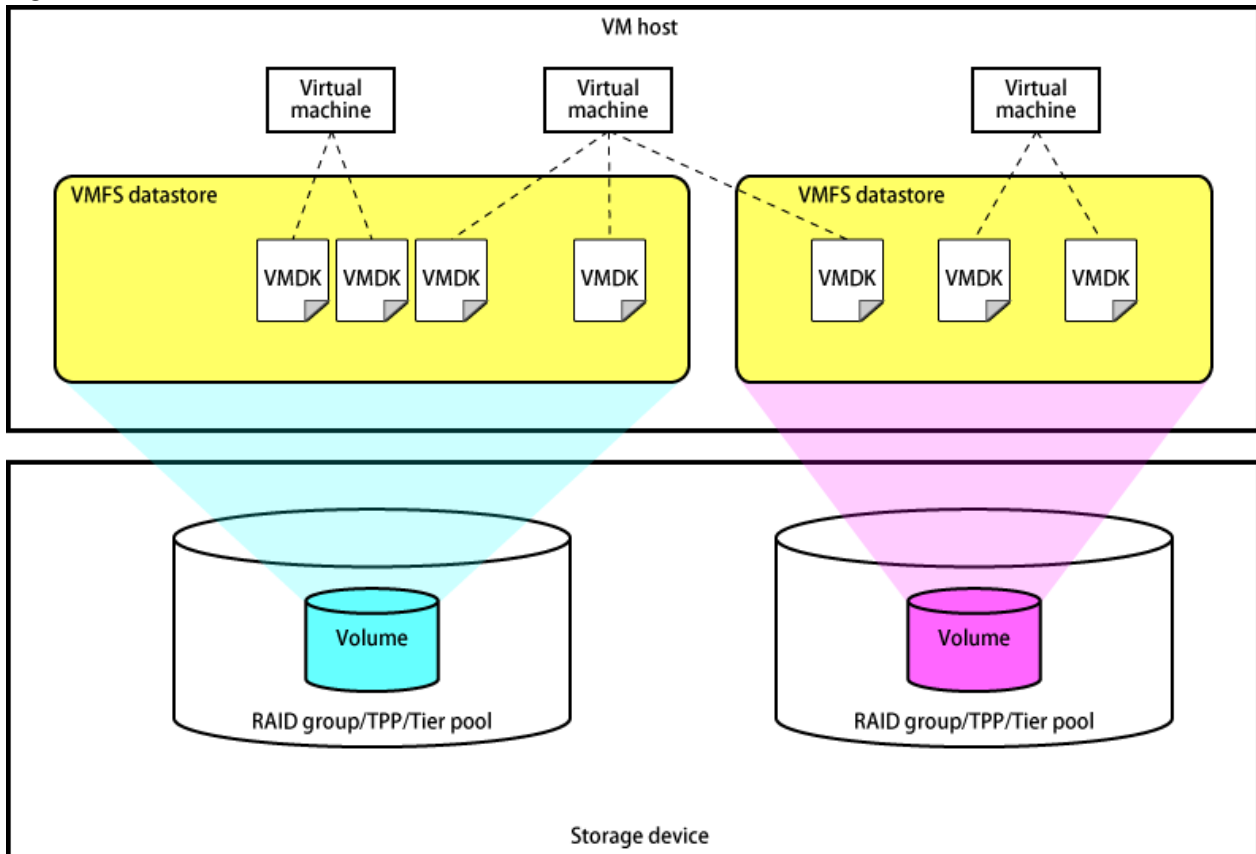 VM host
Virtual
machine
Virtual
machine
Virtual
machine
VMFS datastore
VMDK
VMDK
VMDK
VMDK
VMFS datastore
VMDK
VMDK
VMDK
Volume
RAID group/TPP/Tier pool
Volume
RAID group/TPP/Tier pool
Storage device